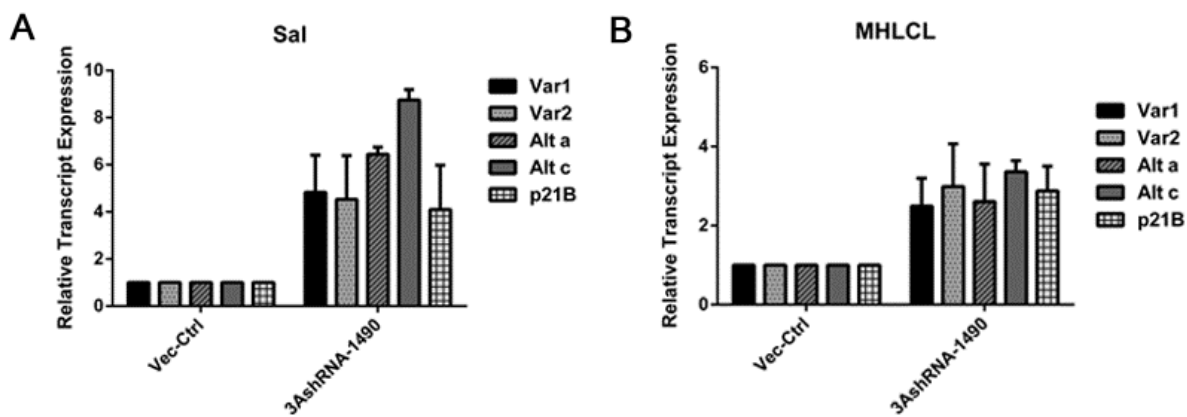 A
Sal
Relative Transcript Expression
10
8
6
4
2
0
Vec-Ctrl
3AshRNA-1490
Var1
Var2
Alt a
Alt c
p21B
B
MHLCL
Relative Transcript Expression
6
4
2
0
Vec-Ctrl
3AshRNA-1490
Var1
Var2
Alt a
Alt c
p21B